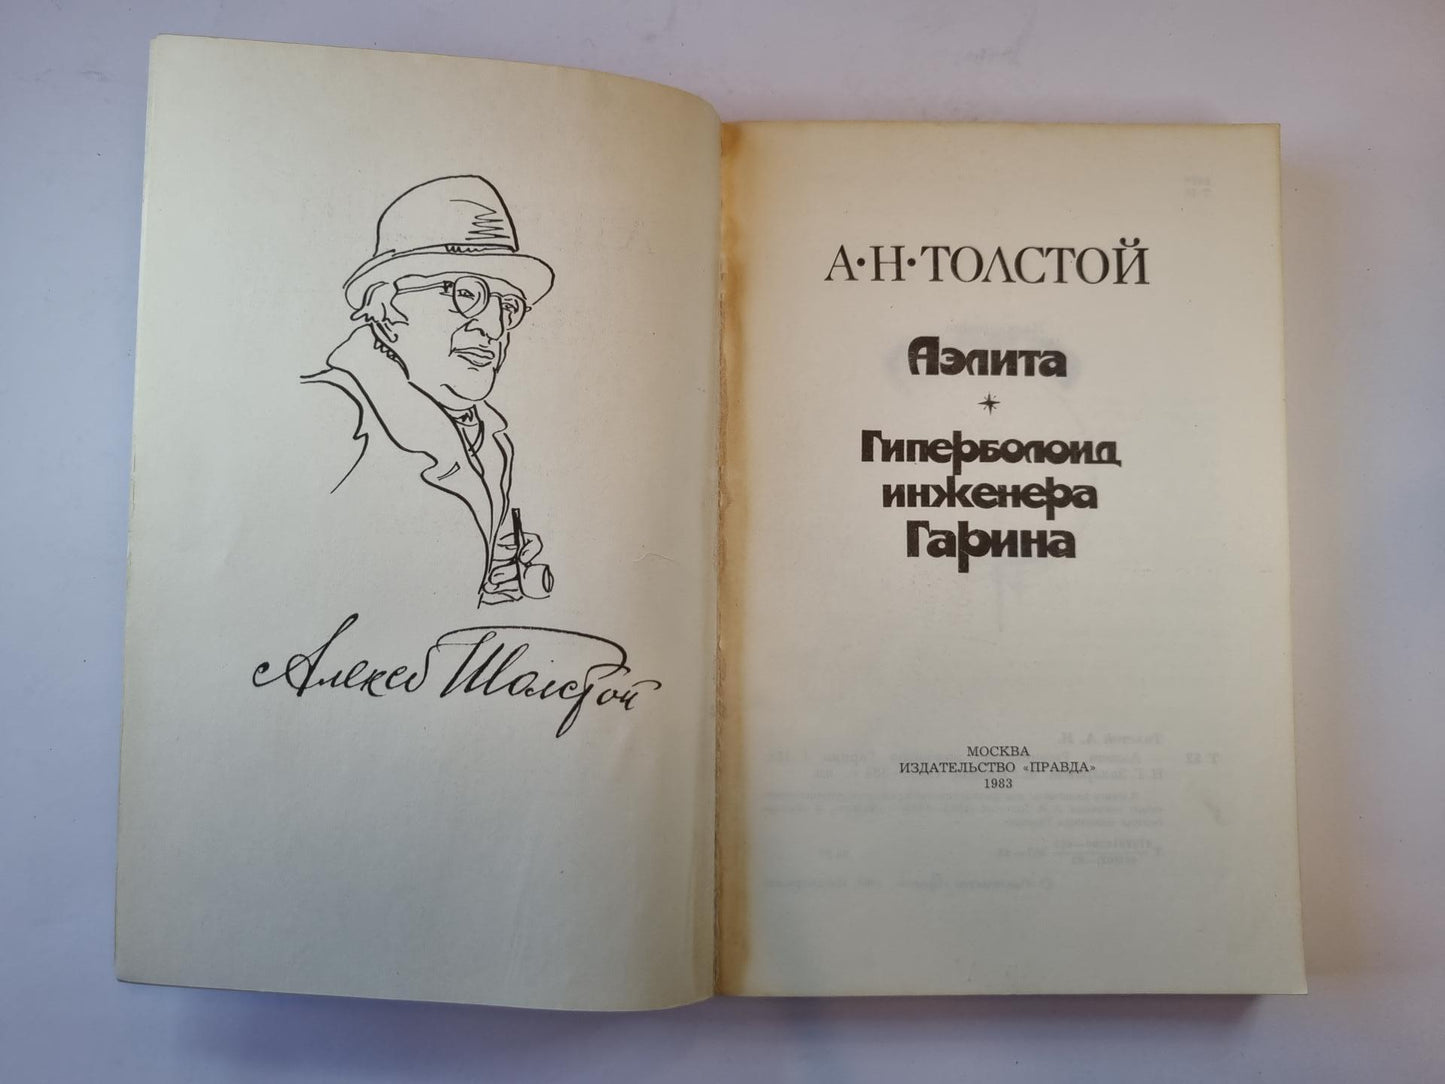 Алексей Толстой
А·Н·ТОЛСТОЙ
Аэлита
Гиперболоид
инженера
Гарина
МОСКВА
ИЗДАТЕЛЬСТВО «ПРАВДА»
1983